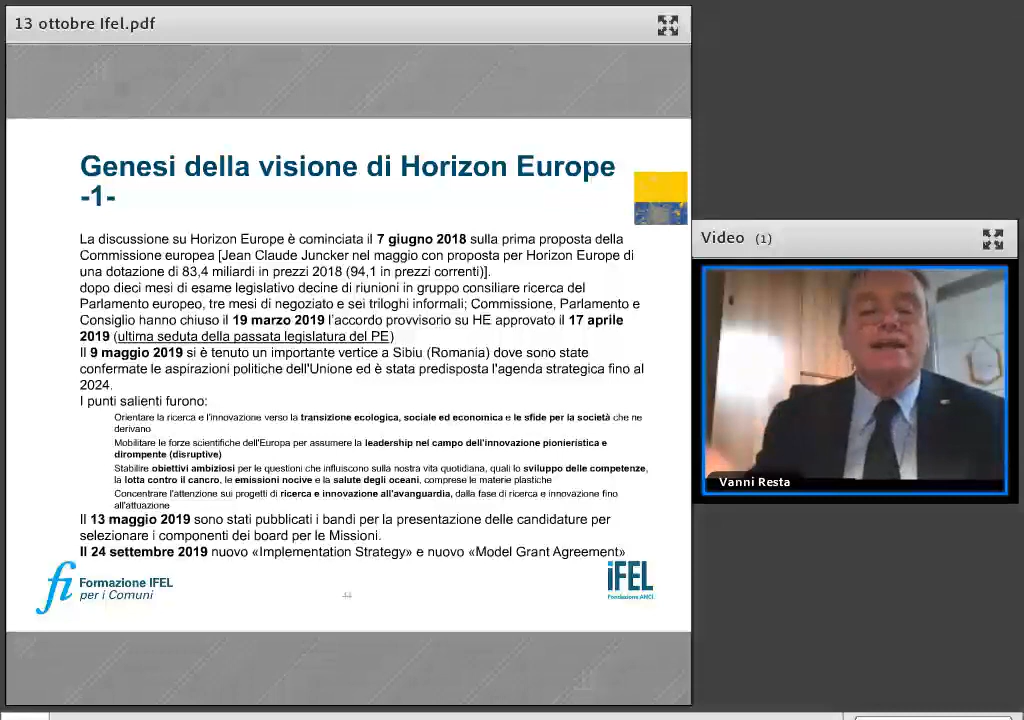 13 ottobre Ifel.pdf
Genesi della visione di Horizon Europe
-1-
La discussione su Horizon Europe è cominciata il 7 giugno 2018 sulla prima proposta della
Commissione europea [Jean Claude Juncker nel maggio con proposta per Horizon Europe di
una dotazione di 83,4 miliardi in prezzi 2018 (94,1 in prezzi correnti)].
dopo dieci mesi di esame legislativo decine di riunioni in gruppo consiliare ricerca del
Parlamento europeo, tre mesi di negoziato e sei triloghi informali; Commissione, Parlamento e
Consiglio hanno chiuso il 19 marzo 2019 l'accordo provvisorio su HE approvato il 17 aprile
2019 (ultima seduta della passata legislatura del PE)
Il 9 maggio 2019 si è tenuto un importante vertice a Sibiu (Romania) dove sono state
confermate le aspirazioni politiche dell'Unione ed è stata predisposta l'agenda strategica fino al
2024.
I punti salienti furono:
Orientare la ricerca e l'innovazione verso la transizione ecologica, sociale ed economica e le sfide per la società che ne
derivano
Mobilitare le forze scientifiche dell'Europa per assumere la leadership nel campo dell'innovazione pionieristica e
dirompente (disruptive)
Stabilire obiettivi ambiziosi per le questioni che influiscono sulla nostra vita quotidiana, quali lo sviluppo delle competenze,
la lotta contro il cancro, le emissioni nocive e la salute degli oceani, comprese le materie plastiche
Concentrare l'attenzione sui progetti di ricerca e innovazione all'avanguardia, dalla fase di ricerca e innovazione fino
all'attuazione
Il 13 maggio 2019 sono stati pubblicati i bandi per la presentazione delle candidature per
selezionare i componenti dei board per le Missioni.
Il 24 settembre 2019 nuovo «Implementation Strategy» e nuovo «Model Grant Agreement»
fi Formazione IFEL
per i Comuni
iFEL
Fondazione ANCI
Video (1)
Vanni Resta